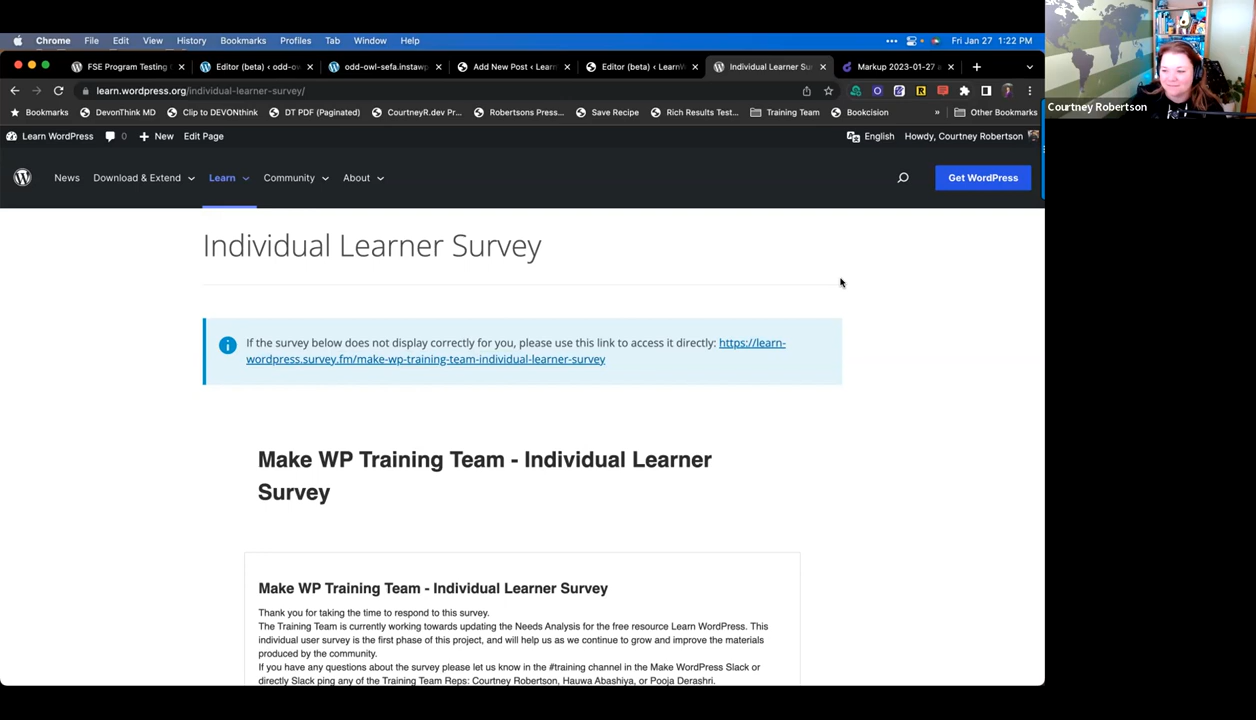 Chrome File Edit View History Bookmarks Profiles Tab Window Help
Fri Jan 27 1:22 PM
FSE Program Testing
Editor (beta) ‹ odd-ow
odd-owl-sefa.instawp
Add New Post ‹ Learn
Editor (beta) ‹ LearnW
Individual Learner Su
Markup 2023-01-27
learn.wordpress.org/individual-learner-survey/
Bookmarks
DevonThink MD
Clip to DEVONthink
DT PDF (Paginated)
CourtneyR.dev Pr...
Robertsons Press...
Save Recipe
Rich Results Test...
Training Team
Bookcision
»
Other Bookmarks
Learn WordPress 0 New Edit Page
English Howdy, Courtney Robertson
News Download & Extend Learn Community About
Get WordPress
Individual Learner Survey
If the survey below does not display correctly for you, please use this link to access it directly: https://learn-
wordpress.survey.fm/make-wp-training-team-individual-learner-survey
Make WP Training Team - Individual Learner
Survey
Make WP Training Team - Individual Learner Survey
Thank you for taking the time to respond to this survey.
The Training Team is currently working towards updating the Needs Analysis for the free resource Learn WordPress. This
individual user survey is the first phase of this project, and will help us as we continue to grow and improve the materials
produced by the community.
If you have any questions about the survey please let us know in the #training channel in the Make WordPress Slack or
directly Slack ping any of the Training Team Reps: Courtney Robertson, Hauwa Abashiya, or Pooja Derashri.
Courtney Robertson